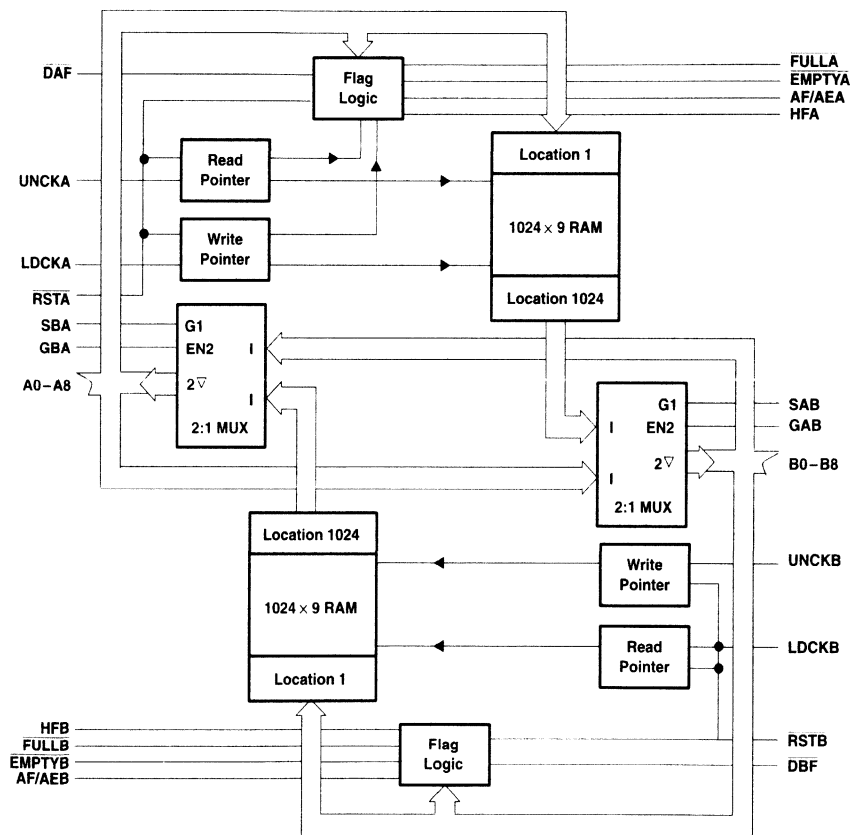 DAF
Flag
Logic
FULLA
EMPTYA
AF/AEA
HFA
Read
Pointer
Location 1
UNCKA
1024 × 9 RAM
Write
Pointer
LDCKA
Location 1024
RSTA
SBA
G1
GBA
EN2
I
A0–A8
2▽
I
2:1 MUX
G1
SAB
I
EN2
GAB
2▽
B0–B8
I
2:1 MUX
Location 1024
Write
Pointer
UNCKB
1024 × 9 RAM
Read
Pointer
LDCKB
Location 1
HFB
Flag
Logic
FULLB
RSTB
EMPTYB
DBF
AF/AEB